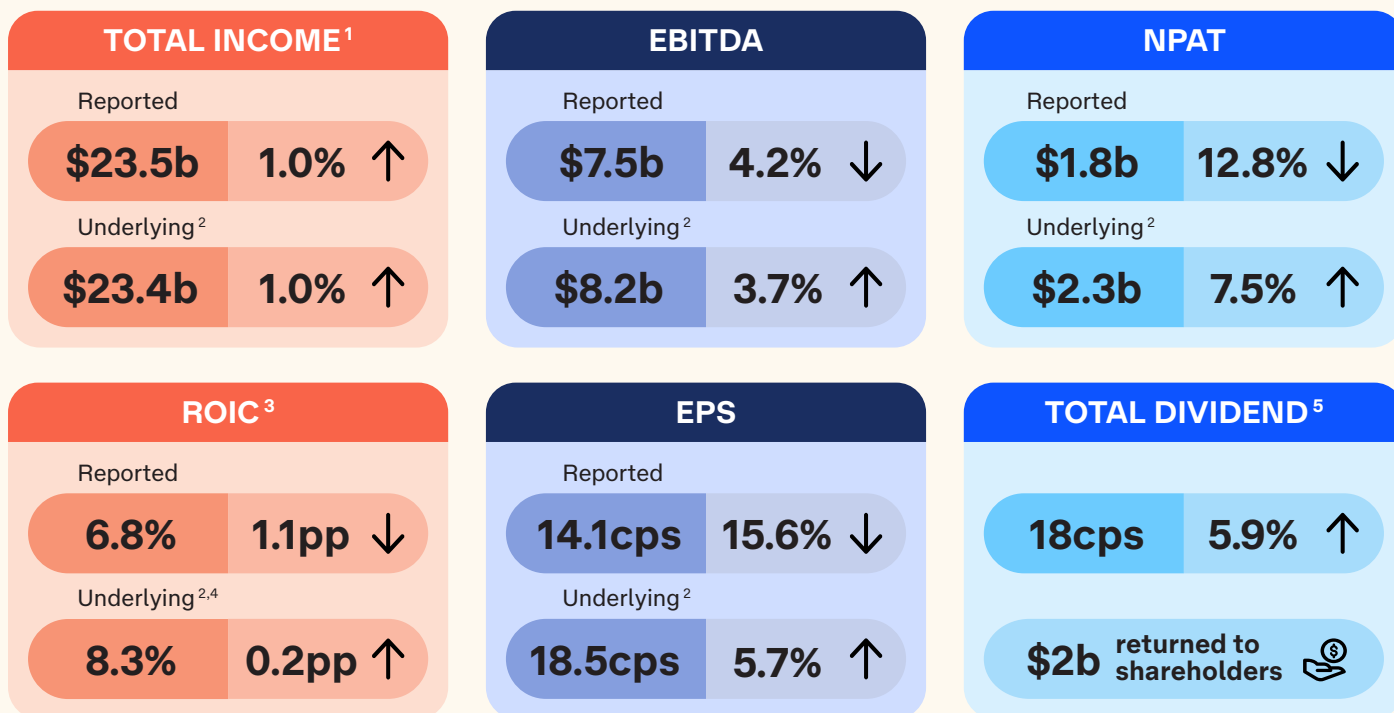 TOTAL INCOME¹
Reported
$23.5b 1.0% ↑
Underlying²
$23.4b 1.0% ↑
EBITDA
Reported
$7.5b 4.2% ↓
Underlying²
$8.2b 3.7% ↑
NPAT
Reported
$1.8b 12.8% ↓
Underlying²
$2.3b 7.5% ↑
ROIC³
Reported
6.8% 1.1pp ↓
Underlying²,⁴
8.3% 0.2pp ↑
EPS
Reported
14.1cps 15.6% ↓
Underlying²
18.5cps 5.7% ↑
TOTAL DIVIDEND⁵
18cps 5.9% ↑
$2b returned to
shareholders $